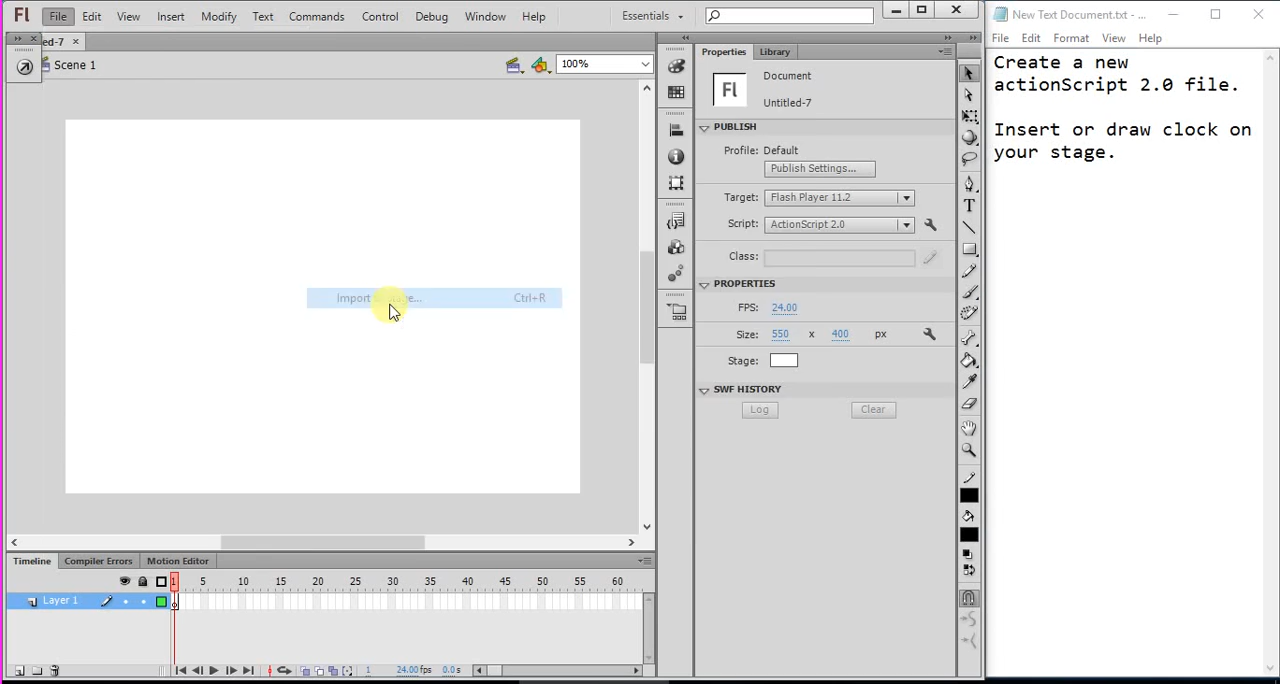 Fl File Edit View Insert Modify Text Commands Control Debug Window Help Essentials
New Text Document.txt - ...
File Edit Format View Help
ed-7 ×
Scene 1 100%
Import ... Ctrl+R
Properties Library
Fl Document
Untitled-7
PUBLISH
Profile: Default
Publish Settings...
Target: Flash Player 11.2
Script: ActionScript 2.0
Class:
PROPERTIES
FPS: 24.00
Size: 550 x 400 px
Stage:
SWF HISTORY
Log Clear
Create a new
actionScript 2.0 file.
Insert or draw clock on
your stage.
Timeline Compiler Errors Motion Editor
1 5 10 15 20 25 30 35 40 45 50 55 60
Layer 1
1 24.00 fps 0.0 s